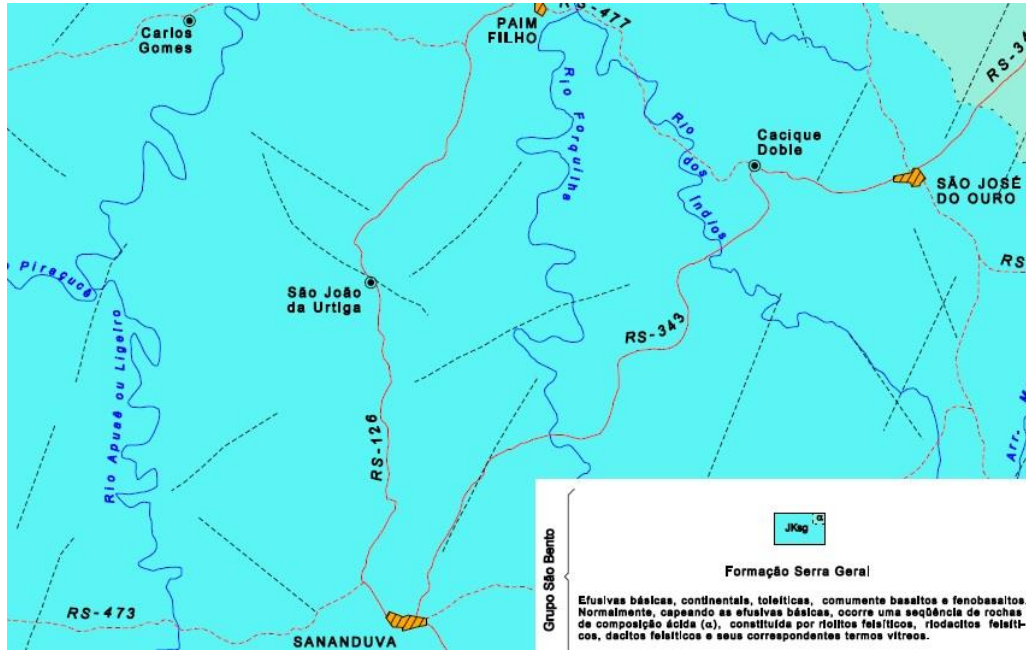 Carlos
Gomes
PAIM
FILHO
RS-477
RS-34
Rio Forquilha
Rio dos Índios
Cacique
Doble
SÃO JOSÉ
DO OURO
RS
Piraçucê
São João
da Urtiga
RS-343
Rio Apuaê ou Ligeiro
RS-126
Arr- M
RS-473
SANANDUVA
Grupo São Bento
JKsg
α
Formação Serra Geral
Efusivas básicas, continentais, toleíticas, comumente basaltos e fenobasaltos.
Normalmente, capeando as efusivas básicas, ocorre uma seqüência de rochas
de composição ácida (α), constituída por riolitos felsíticos, riodacitos felsíti-
cos, dacitos felsíticos e seus correspondentes termos vítreos.